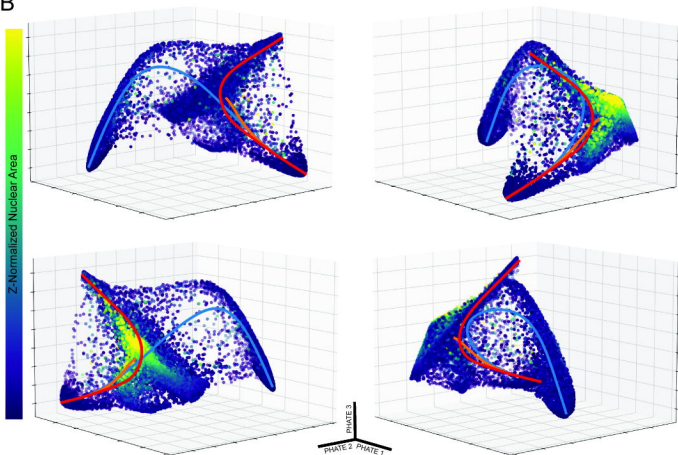 B
Z-Normalized Nuclear Area
PHATE 3
PHATE 2
PHATE 1